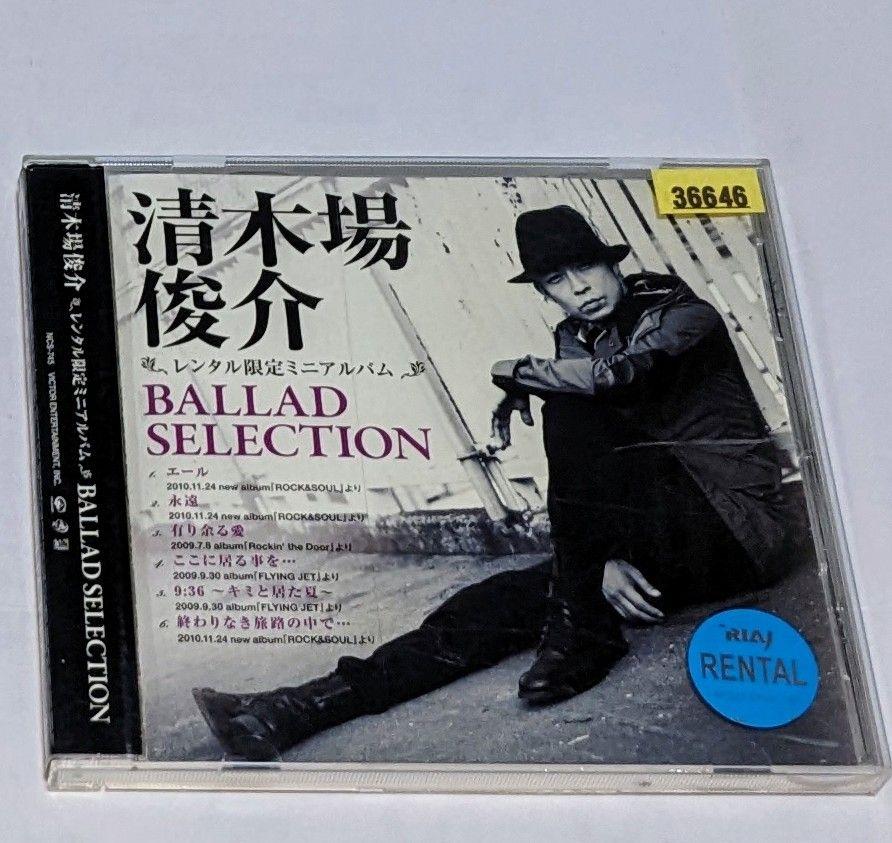 清木場
俊介
レンタル限定ミニアルバム
BALLAD
SELECTION
1. エール
2010.11.24 new album「ROCK&SOUL」より
2. 永遠
2010.11.24 new album「ROCK&SOUL」より
3. 有り余る愛
2009.7.8 album「Rockin' the Door」より
4. ここに居る事を…
2009.9.30 album「FLYING JET」より
5. 9:36 〜キミと居た夏〜
2009.9.30 album「FLYING JET」より
6. 終わりなき旅路の中で…
2010.11.24 new album「ROCK&SOUL」より
36646
RIAJ
RENTAL
清木場俊介 レンタル限定ミニアルバム BALLAD SELECTION
NCS-745 VICTOR ENTERTAINMENT, INC.